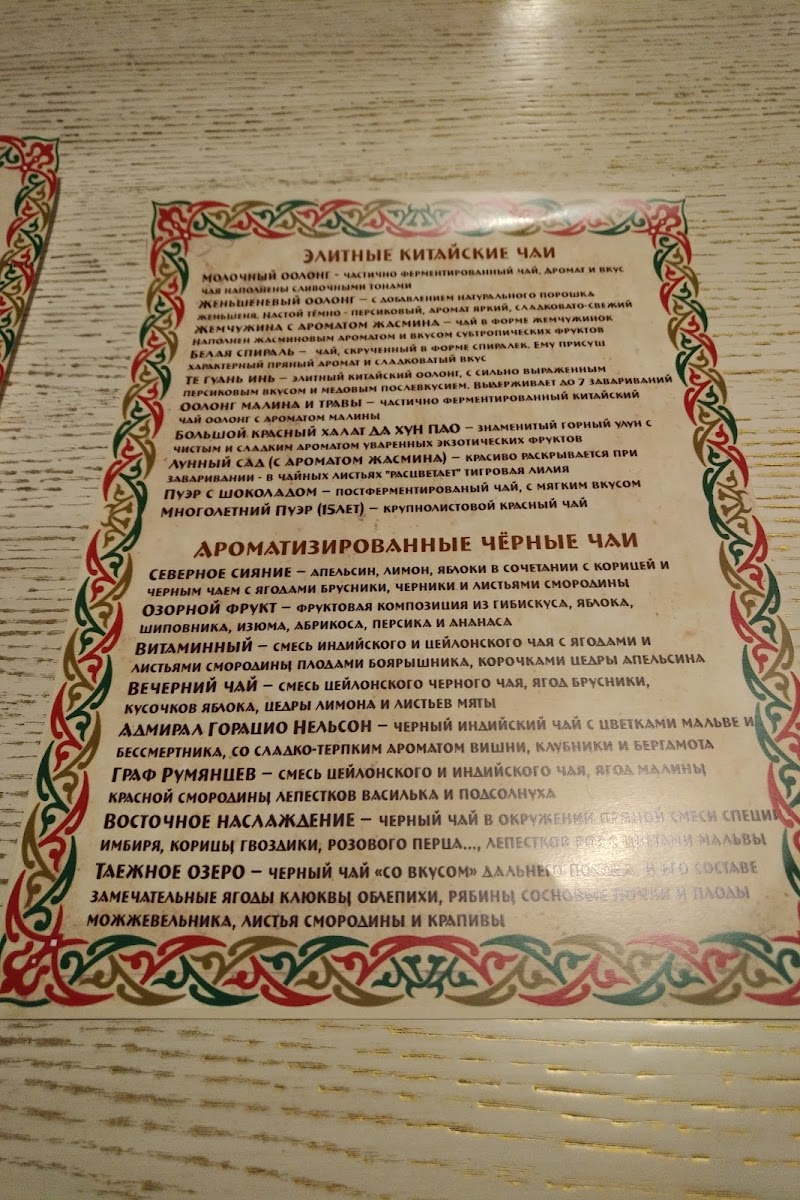 Элитные китайские чаи
Молочный оолонг - частично ферментированный чай, аромат и вкус
чая наполнены сливочными тонами
Женьшеневый оолонг – с добавлением натурального порошка
женьшеня. Настой тёмно - персиковый, аромат яркий, сладковато-свежий
Жемчужина с ароматом жасмина – чай в форме жемчужинок
Наполнен жасминовым ароматом и вкусом субтропических фруктов
Белая спираль – чай, скрученный в форме спиралек. Ему присущ
характерный пряный аромат и сладковатый вкус
Те Гуань Инь – элитный китайский оолонг, с сильно выраженным
персиковым вкусом и медовым послевкусием. Выдерживает до 7 завариваний
Оолонг малина и травы – частично ферментированный китайский
чай оолонг с ароматом малины
Большой красный халат Да Хун Пао – знаменитый горный улун с
чистым и сладким ароматом уваренных экзотических фруктов
Лунный сад (с ароматом жасмина) – красиво раскрывается при
заваривании - в чайных листьях "расцветает" тигровая лилия
Пуэр с шоколадом – постферментированый чай, с мягким вкусом
Многолетний Пуэр (15лет) – крупнолистовой красный чай
Ароматизированные чёрные чаи
Северное сияние – апельсин, лимон, яблоки в сочетании с корицей и
черным чаем с ягодами брусники, черники и листьями смородины
Озорной фрукт – фруктовая композиция из гибискуса, яблока,
шиповника, изюма, абрикоса, персика и ананаса
Витаминный – смесь индийского и цейлонского чая с ягодами и
листьями смородины, плодами боярышника, корочками цедры апельсина
Вечерний чай – смесь цейлонского черного чая, ягод брусники,
кусочков яблока, цедры лимона и листьев мяты
Адмирал Горацио Нельсон – черный индийский чай с цветками мальве и
бессмертника, со сладко-терпким ароматом вишни, клубники и бергамота
Граф Румянцев – смесь цейлонского и индийского чая, ягод малины,
красной смородины, лепестков василька и подсолнуха
Восточное наслаждение – черный чай в окружении пряной смеси специй
имбиря, корицы, гвоздики, розового перца..., лепестков роз с цветами мальвы
Таежное озеро – черный чай «со вкусом» дальнего похода, в его составе
замечательные ягоды клюквы, облепихи, рябины, сосновые почки и плоды
можжевельника, листья смородины и крапивы